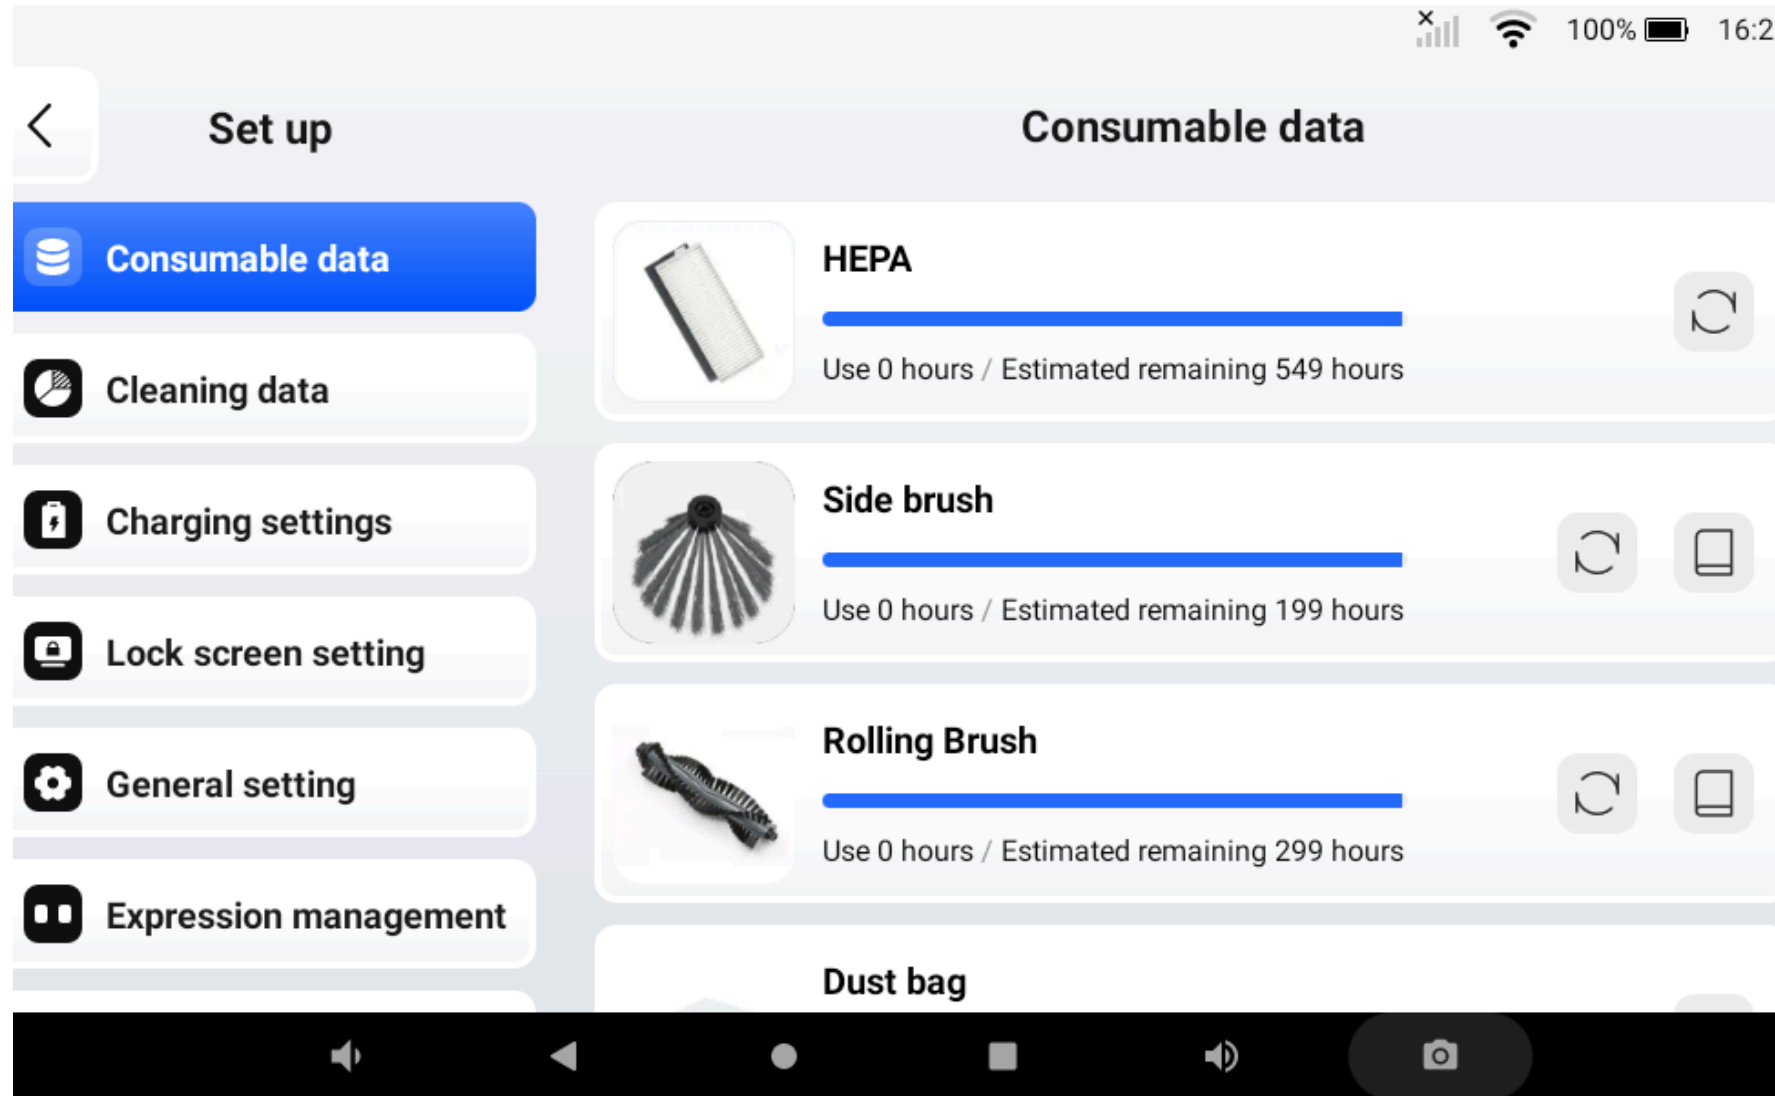 100% 16:2
Set up
Consumable data
Consumable data
Cleaning data
Charging settings
Lock screen setting
General setting
Expression management
HEPA
Use 0 hours / Estimated remaining 549 hours
Side brush
Use 0 hours / Estimated remaining 199 hours
Rolling Brush
Use 0 hours / Estimated remaining 299 hours
Dust bag